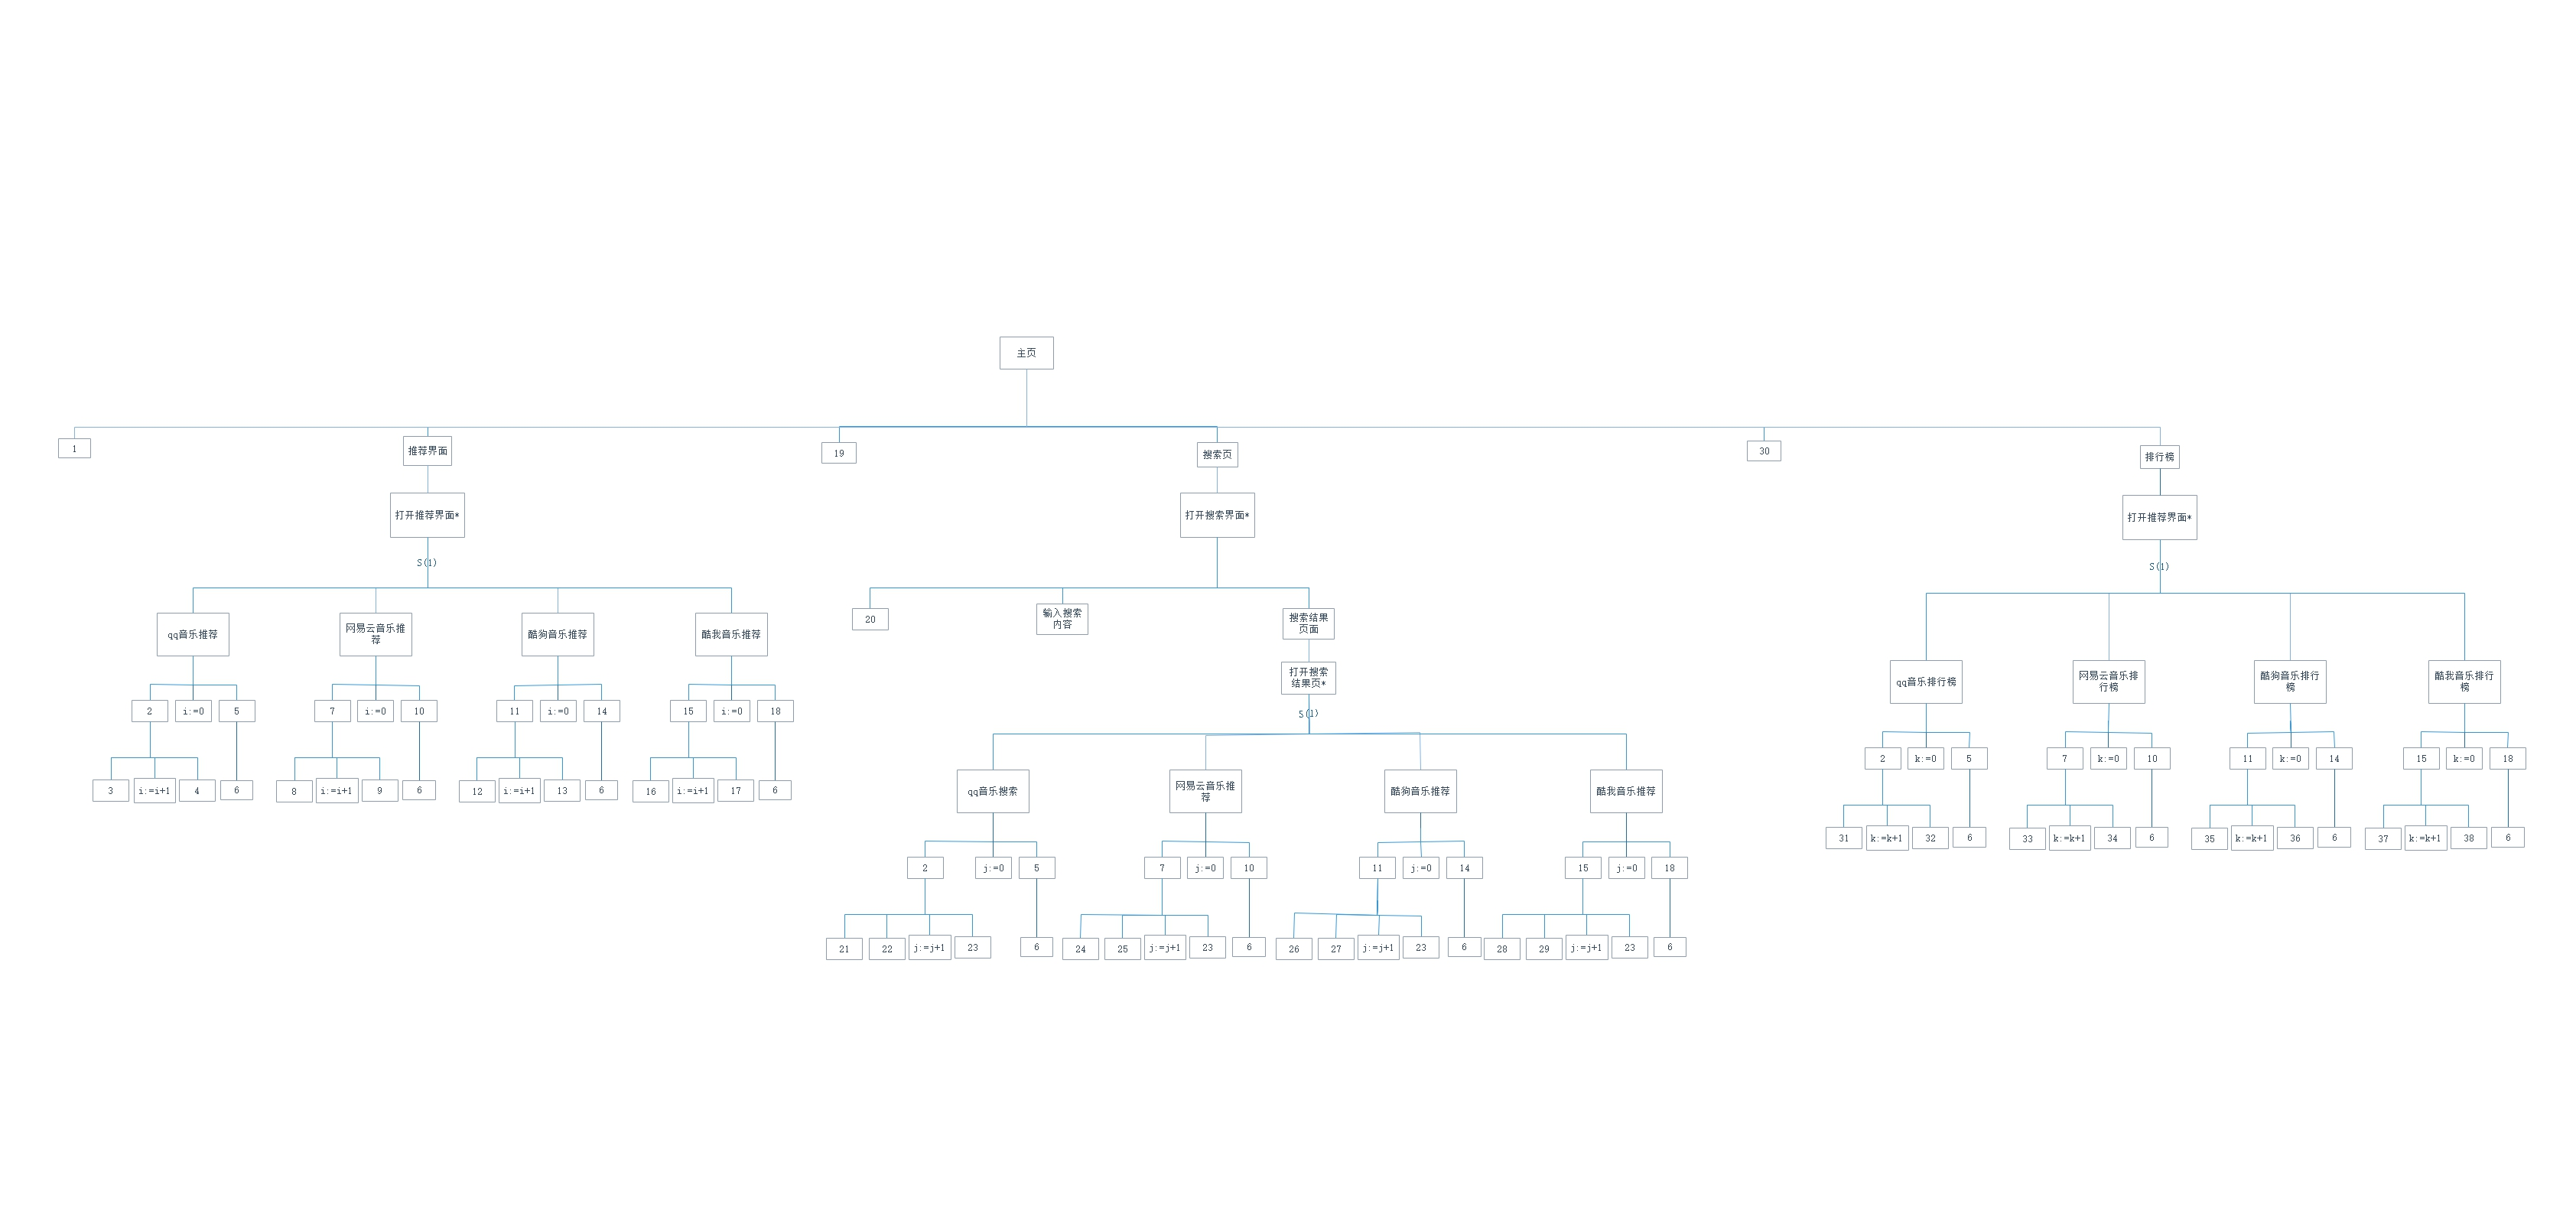 主页
1
推荐界面
19
搜索页
30
排行榜
打开推荐界面*
打开搜索界面*
打开推荐界面*
S(1)
S(1)
qq音乐推荐
网易云音乐推
荐
酷狗音乐推荐
酷我音乐推荐
20
输入搜索
内容
搜索结果
页面
打开搜索
结果页*
S(1)
qq音乐排行榜
网易云音乐排
行榜
酷狗音乐排行
榜
酷我音乐排行
榜
2
i:=0
5
7
i:=0
10
11
i:=0
14
15
i:=0
18
2
k:=0
5
7
k:=0
10
11
k:=0
14
15
k:=0
18
3
i:=i+1
4
6
8
i:=i+1
9
6
12
i:=i+1
13
6
16
i:=i+1
17
6
qq音乐搜索
网易云音乐推
荐
酷狗音乐推荐
酷我音乐推荐
31
k:=k+1
32
6
33
k:=k+1
34
6
35
k:=k+1
36
6
37
k:=k+1
38
6
2
j:=0
5
7
j:=0
10
11
j:=0
14
15
j:=0
18
21
22
j:=j+1
23
6
24
25
j:=j+1
23
6
26
27
j:=j+1
23
6
28
29
j:=j+1
23
6